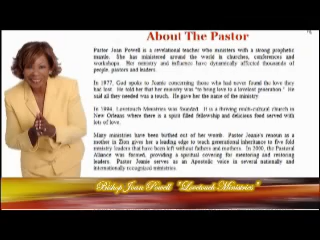 About The Pastor
Pastor Joan Powell is a revelational teacher who ministers with a strong prophetic
mantle. She has ministered around the world in churches, conferences and
workshops. Her ministry and influence have dynamically affected thousands of
people, pastors and leaders.
In 1977, God spoke to Joanie concerning those who had never found the love they
had lost. He told her that her ministry was "to bring love to a loveless generation." He
said all they needed was a touch. He gave her the name of the ministry
In 1984, Lovetouch Ministries was founded. It is a thriving multi-cultural church in
New Orleans where there is a spirit filled fellowship and delicious food served with
lots of love.
Many ministries have been birthed out of her womb. Pastor Joanie's reason as a
mother in Zion gives her a leading edge to teach generational inheritance to five fold
ministry leaders that have been left without fathers and mothers. In 2000, the Pastoral
Alliance was formed, providing a spiritual covering for mentoring and restoring
leaders. Pastor Joanie serves as an Apostolic voice in several nationally and
internationally recognized ministries.
Bishop Joan Powell "Lovetouch Ministries"